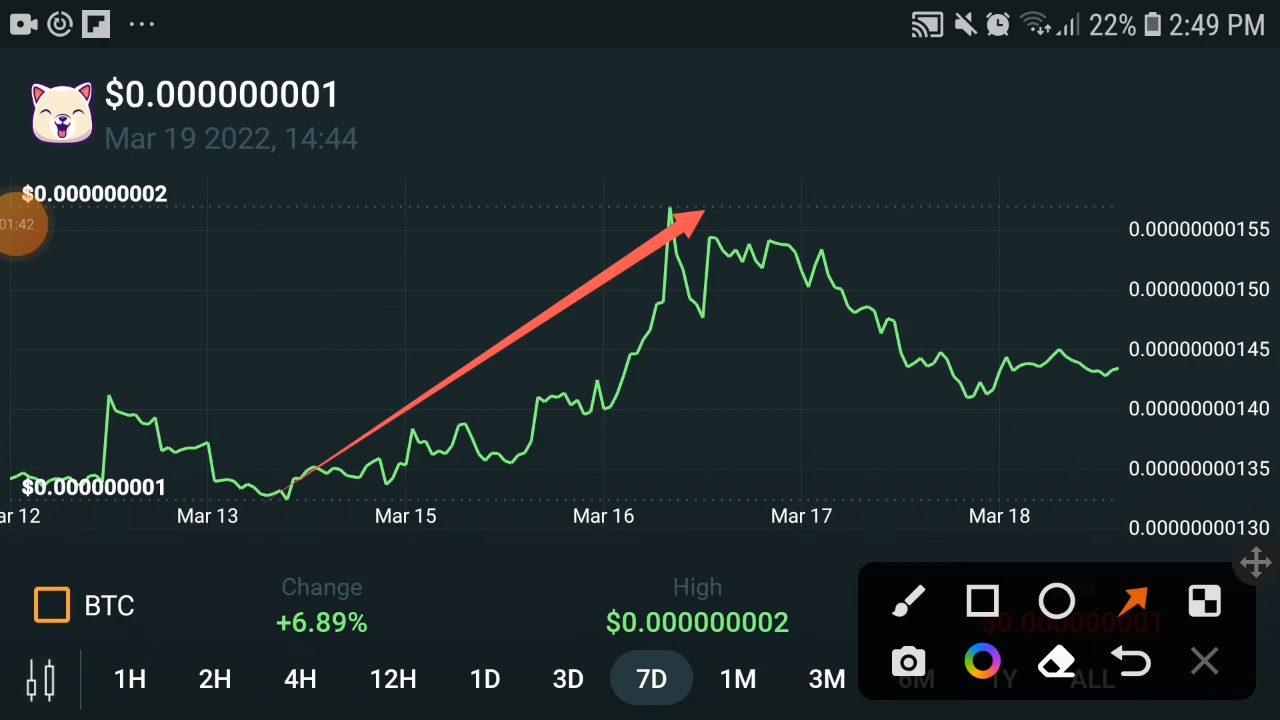 22% 2:49 PM
$0.000000001
Mar 19 2022, 14:44
$0.000000002
01:42
0.00000000155
0.00000000150
0.00000000145
0.00000000140
0.00000000135
$0.000000001
0.00000000130
ar 12 Mar 13 Mar 15 Mar 16 Mar 17 Mar 18
BTC
Change High
+6.89% $0.000000002 $0.000000001
1H 2H 4H 12H 1D 3D 7D 1M 3M 6M 1Y ALL